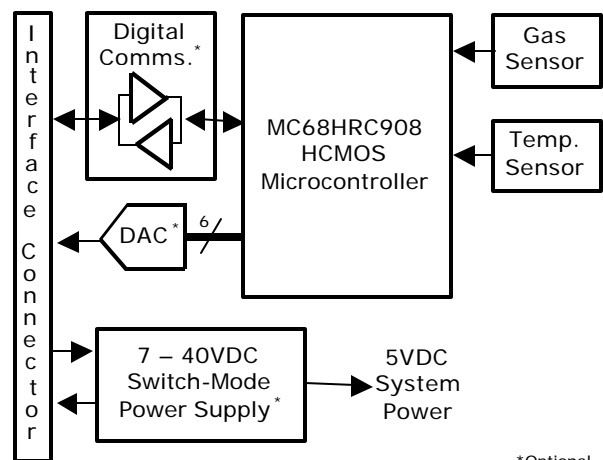 Interface Connector
Digital
Comms.*
MC68HRC908
HCMOS
Microcontroller
Gas
Sensor
Temp.
Sensor
DAC*
6
7 – 40VDC
Switch-Mode
Power Supply*
5VDC
System
Power
*Optional